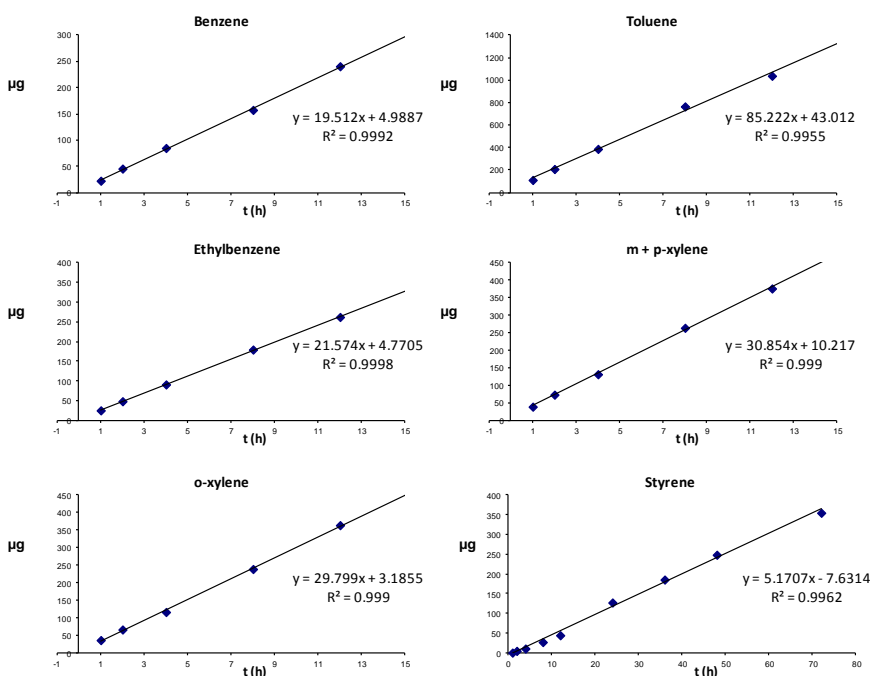 Benzene
300
250
200
150
100
50
0
µg
y = 19.512x + 4.9887
R² = 0.9992
-1 1 3 5 7 9 11 13 15
t (h)
Toluene
1400
1200
1000
800
600
400
200
0
µg
y = 85.222x + 43.012
R² = 0.9955
-1 1 3 5 7 9 11 13 15
t (h)
Ethylbenzene
400
350
300
250
200
150
100
50
0
µg
y = 21.574x + 4.7705
R² = 0.9998
-1 1 3 5 7 9 11 13 15
t (h)
m + p-xylene
450
400
350
300
250
200
150
100
50
0
µg
y = 30.854x + 10.217
R² = 0.999
-1 1 3 5 7 9 11 13 15
t (h)
o-xylene
450
400
350
300
250
200
150
100
50
0
µg
y = 29.799x + 3.1855
R² = 0.999
-1 1 3 5 7 9 11 13 15
t (h)
Styrene
400
350
300
250
200
150
100
50
0
µg
y = 5.1707x - 7.6314
R² = 0.9962
0 10 20 30 40 50 60 70 80
t (h)